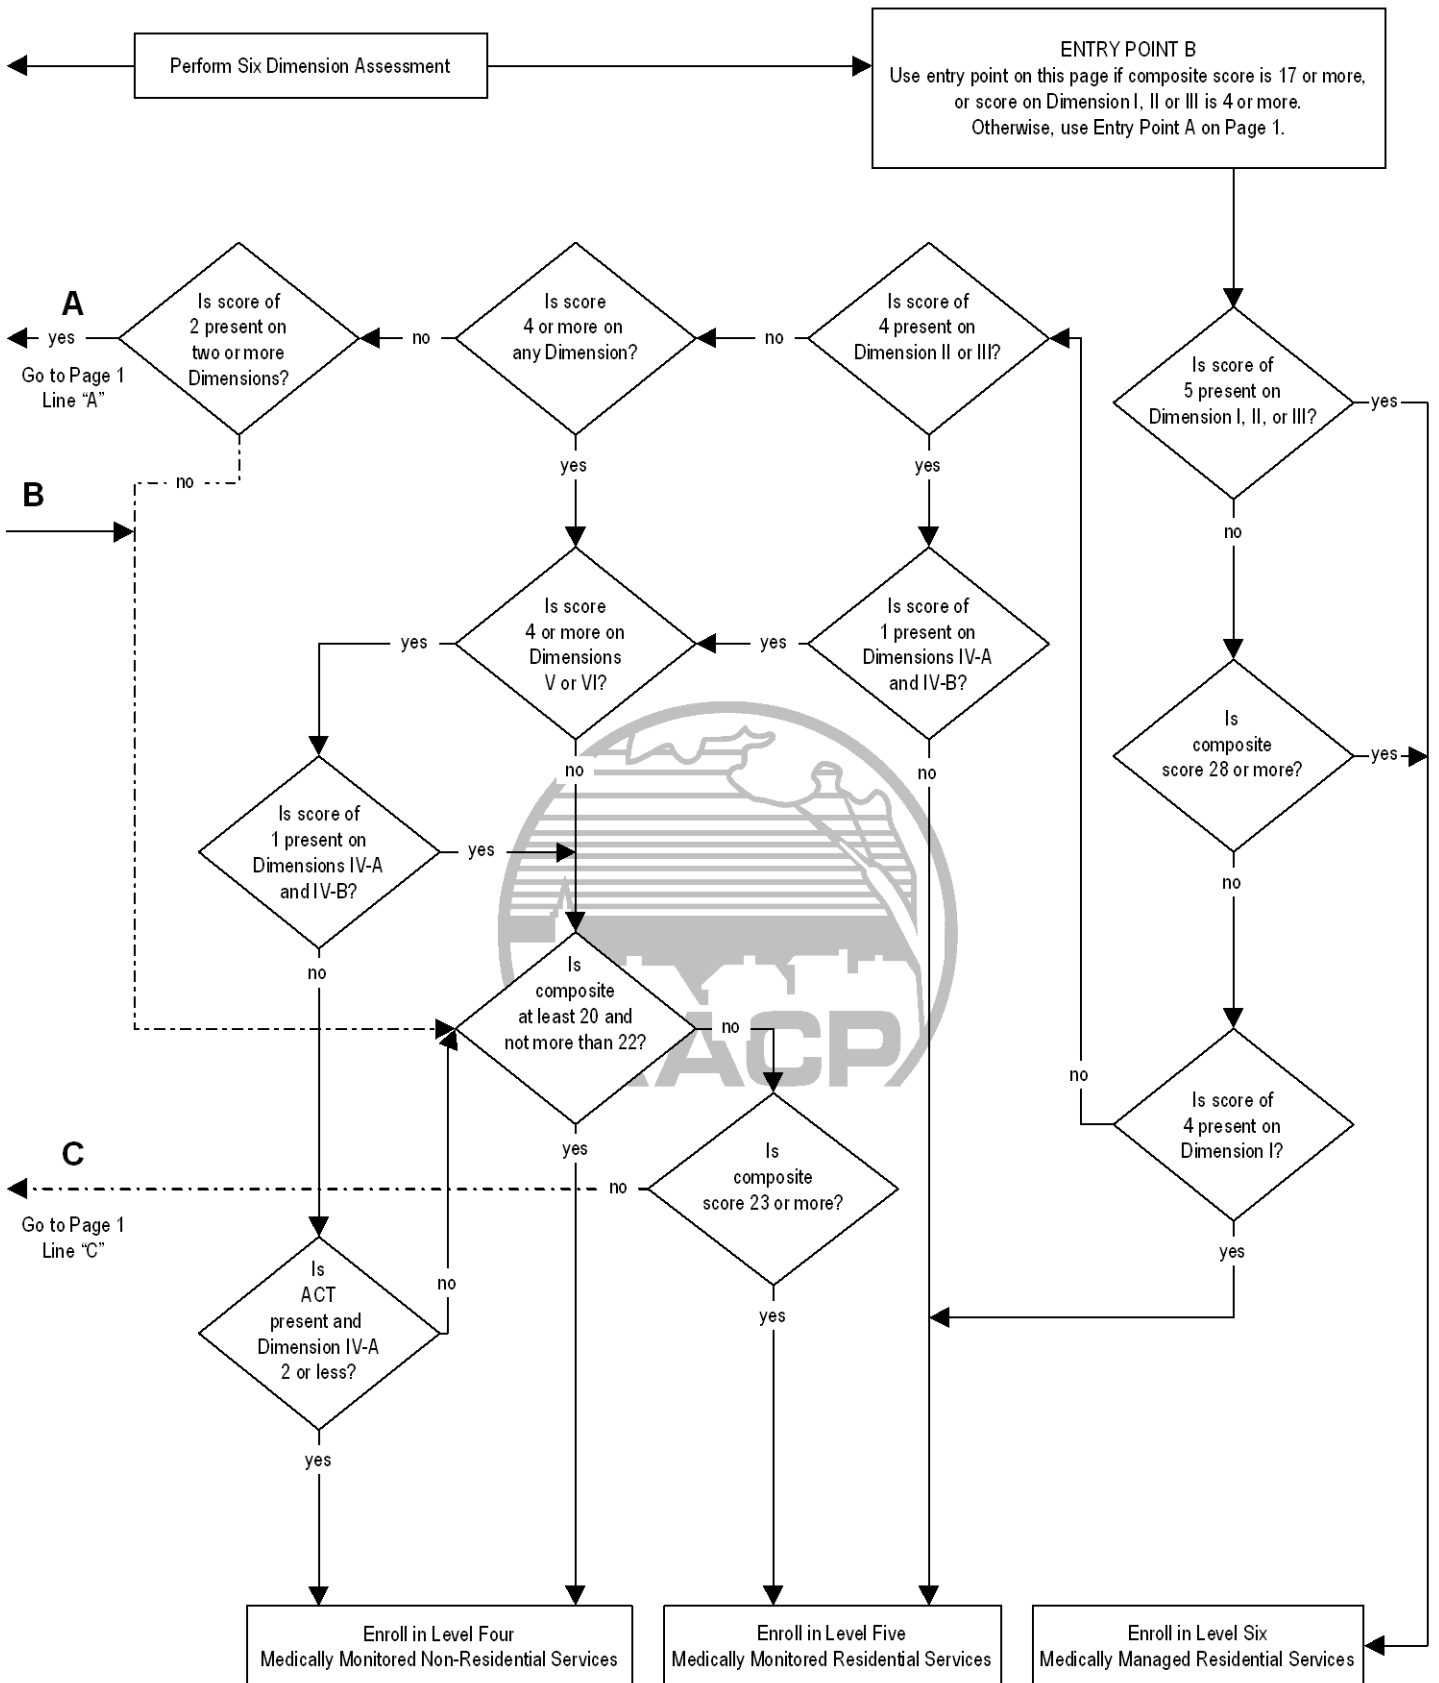 Perform Six Dimension Assessment
ENTRY POINT B
Use entry point on this page if composite score is 17 or more,
or score on Dimension I, II or III is 4 or more.
Otherwise, use Entry Point A on Page 1.
A
yes
Go to Page 1
Line “A”
Is score of
2 present on
two or more
Dimensions?
no
Is score
4 or more on
any Dimension?
no
Is score of
4 present on
Dimension II or III?
Is score of
5 present on
Dimension I, II, or III?
yes
no
yes
yes
B
no
Is score
4 or more on
Dimensions
V or VI?
yes
yes
Is score of
1 present on
Dimensions IV-A
and IV-B?
no
no
Is
composite
score 28 or more?
yes
no
Is score of
1 present on
Dimensions IV-A
and IV-B?
yes
no
Is
composite
at least 20 and
not more than 22?
no
yes
AACP
no
Is score of
4 present on
Dimension I?
yes
C
no
Go to Page 1
Line “C”
Is
composite
score 23 or more?
yes
Is
ACT
present and
Dimension IV-A
2 or less?
no
yes
Enroll in Level Four
Medically Monitored Non-Residential Services
Enroll in Level Five
Medically Monitored Residential Services
Enroll in Level Six
Medically Managed Residential Services